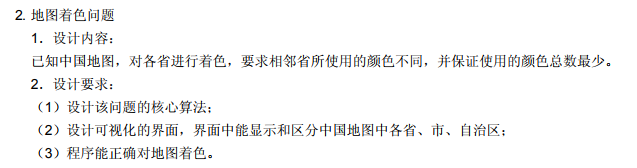 2. 地图着色问题
1．设计内容：
已知中国地图，对各省进行着色，要求相邻省所使用的颜色不同，并保证使用的颜色总数最少。
2．设计要求：
（1）设计该问题的核心算法；
（2）设计可视化的界面，界面中能显示和区分中国地图中各省、市、自治区；
（3）程序能正确对地图着色。